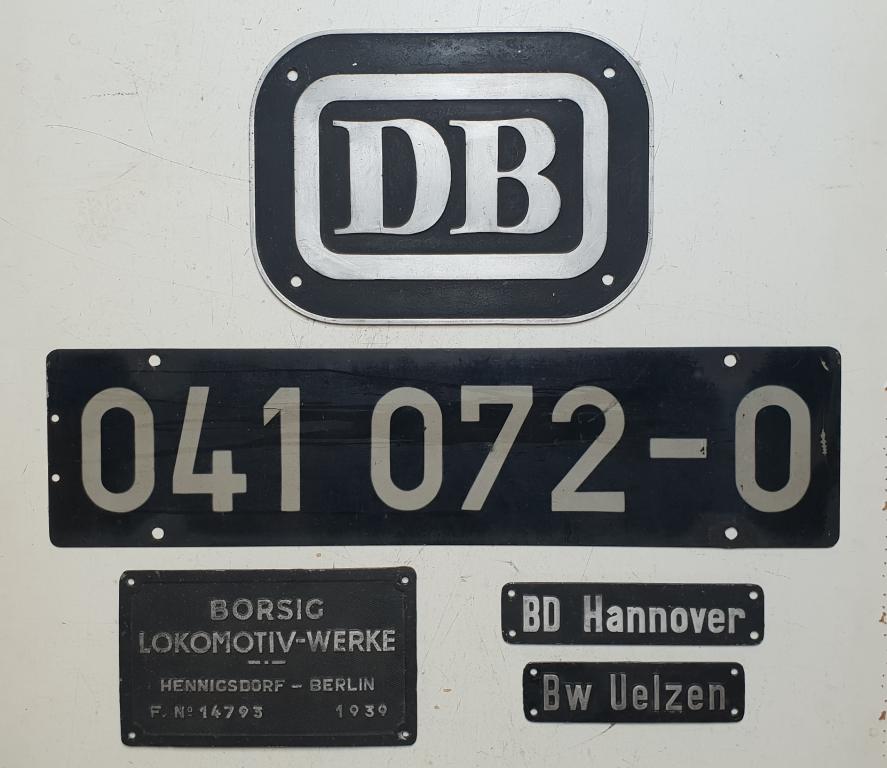 DB
041 072-0
BORSIG
LOKOMOTIV-WERKE
HENNIGSDORF - BERLIN
F. Nº 14793 1939
BD Hannover
Bw Uelzen